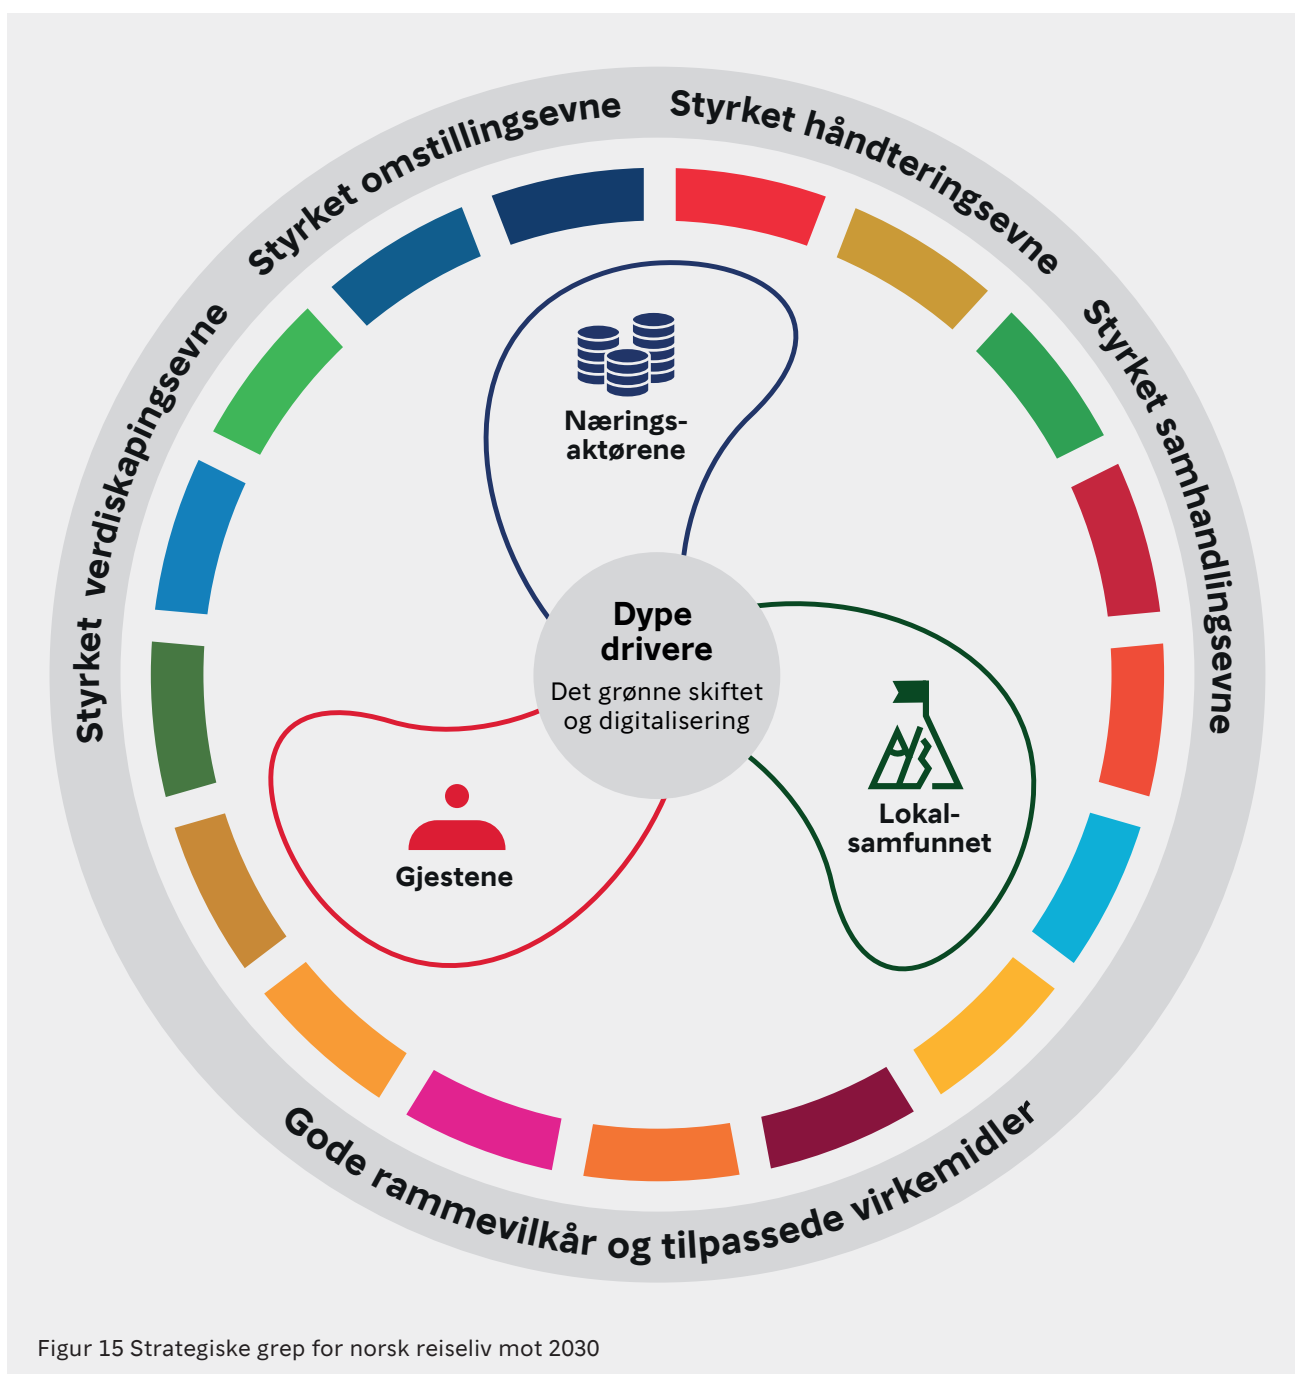 Styrket verdiskapingsevne
Styrket omstillingsevne
Styrket håndteringsevne
Styrket samhandlingsevne
Nærings-
aktørene
Dype
drivere
Det grønne skiftet
og digitalisering
Lokal-
samfunnet
Gjestene
Gode rammevilkår og tilpassede virkemidler
Figur 15 Strategiske grep for norsk reiseliv mot 2030